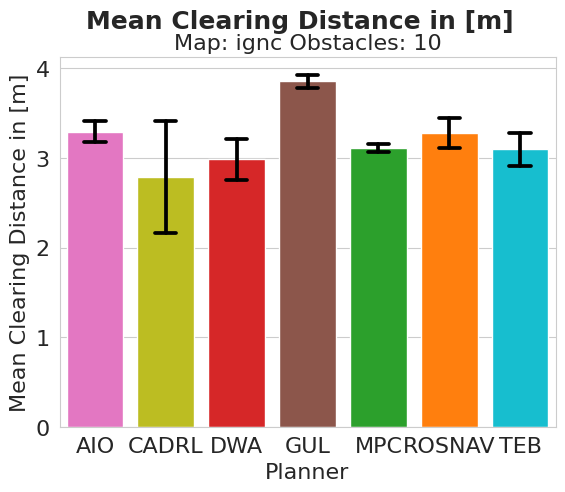 Mean Clearing Distance in [m]
Map: ignc Obstacles: 10
Mean Clearing Distance in [m]
4
3
2
1
0
AIO CADRL DWA GUL MPC ROSNAV TEB
Planner